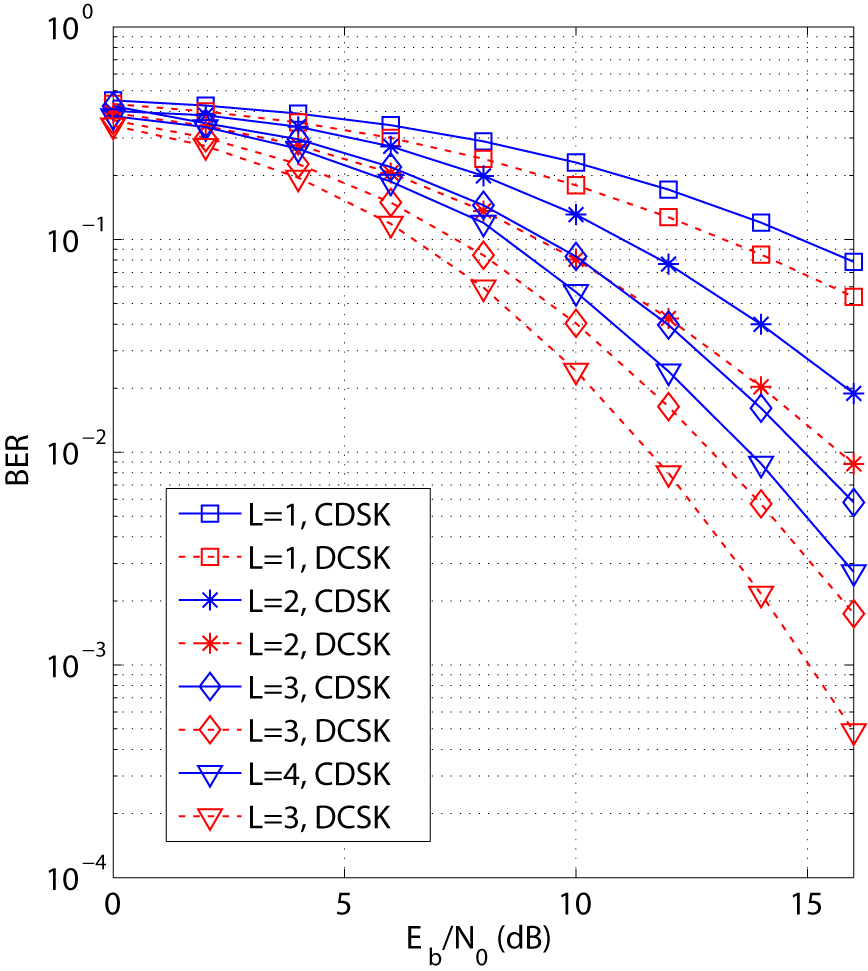 10^0
10^−1
10^−2
10^−3
10^−4
BER
L=1, CDSK
L=1, DCSK
L=2, CDSK
L=2, DCSK
L=3, CDSK
L=3, DCSK
L=4, CDSK
L=3, DCSK
0 5 10 15
E_b/N_0 (dB)